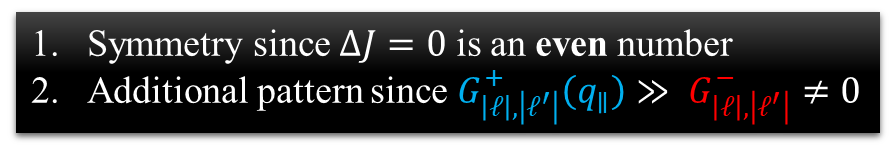 1. Symmetry since ΔJ = 0 is an even number
2. Additional pattern since G⁺|ℓ|,|ℓ′|(q∥) ≫ G⁻|ℓ|,|ℓ′| ≠ 0